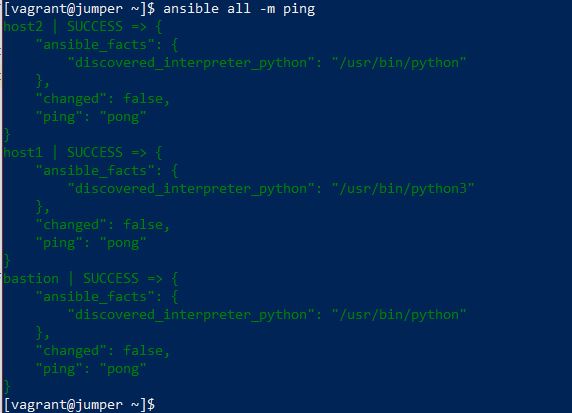 [vagrant@jumper ~]$ ansible all -m ping
host2 | SUCCESS => {
    "ansible_facts": {
        "discovered_interpreter_python": "/usr/bin/python"
    },
    "changed": false,
    "ping": "pong"
}
host1 | SUCCESS => {
    "ansible_facts": {
        "discovered_interpreter_python": "/usr/bin/python3"
    },
    "changed": false,
    "ping": "pong"
}
bastion | SUCCESS => {
    "ansible_facts": {
        "discovered_interpreter_python": "/usr/bin/python"
    },
    "changed": false,
    "ping": "pong"
}
[vagrant@jumper ~]$